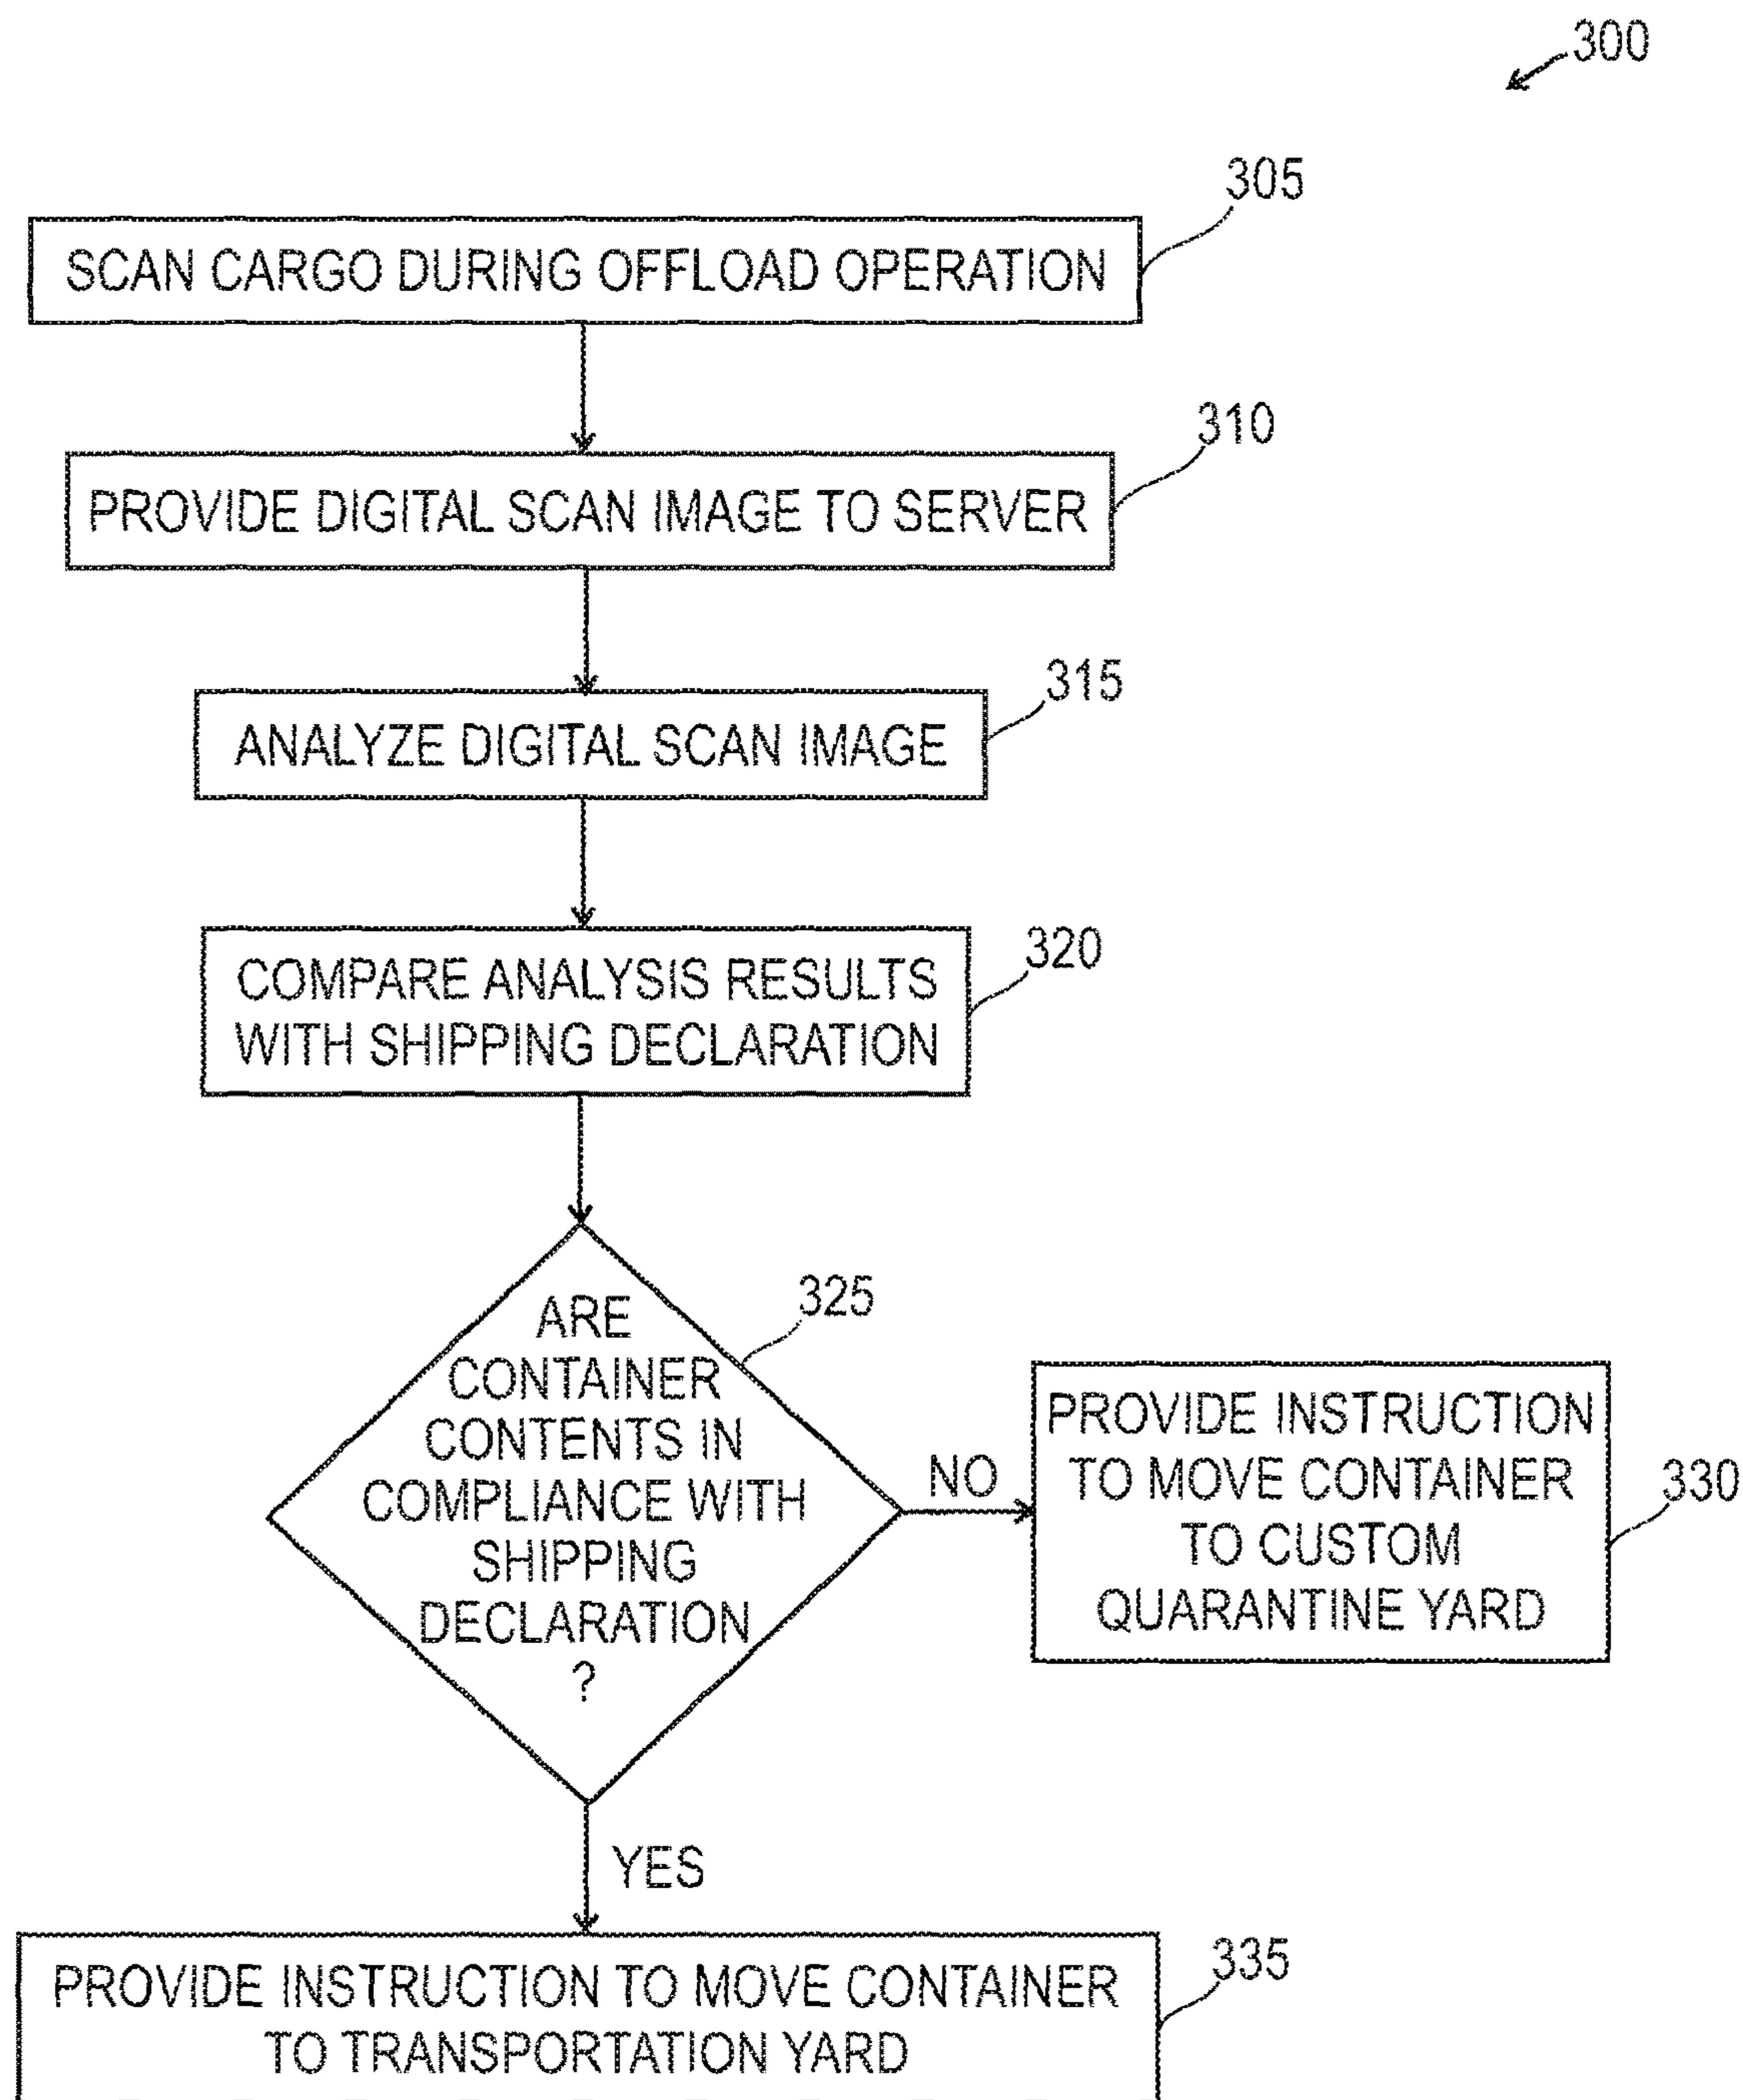 300
305
SCAN CARGO DURING OFFLOAD OPERATION
310
PROVIDE DIGITAL SCAN IMAGE TO SERVER
315
ANALYZE DIGITAL SCAN IMAGE
320
COMPARE ANALYSIS RESULTS
WITH SHIPPING DECLARATION
325
ARE
CONTAINER
CONTENTS IN
COMPLIANCE WITH
SHIPPING
DECLARATION
?
NO
PROVIDE INSTRUCTION
TO MOVE CONTAINER
TO CUSTOM
QUARANTINE YARD
330
YES
335
PROVIDE INSTRUCTION TO MOVE CONTAINER
TO TRANSPORTATION YARD